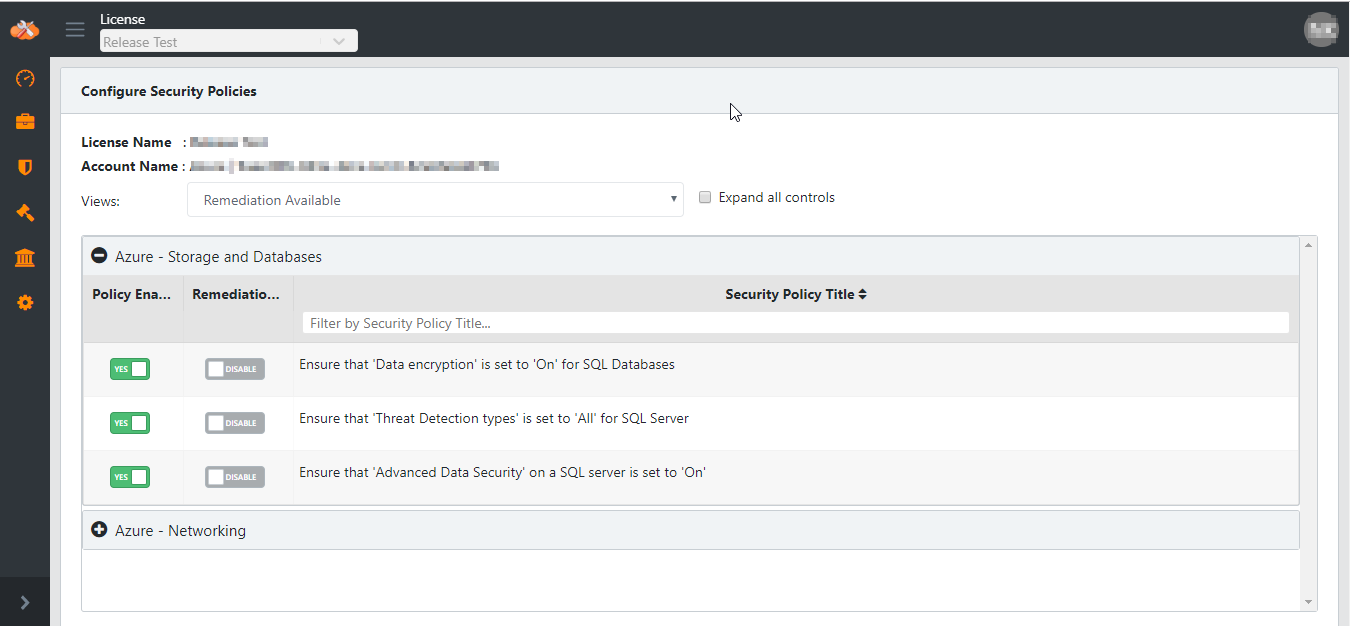 License
Release Test
Configure Security Policies
License Name :
Account Name :
Views:
Remediation Available
Expand all controls
Azure - Storage and Databases
Policy Ena... Remediatio... Security Policy Title
Filter by Security Policy Title...
YES DISABLE Ensure that 'Data encryption' is set to 'On' for SQL Databases
YES DISABLE Ensure that 'Threat Detection types' is set to 'All' for SQL Server
YES DISABLE Ensure that 'Advanced Data Security' on a SQL server is set to 'On'
Azure - Networking